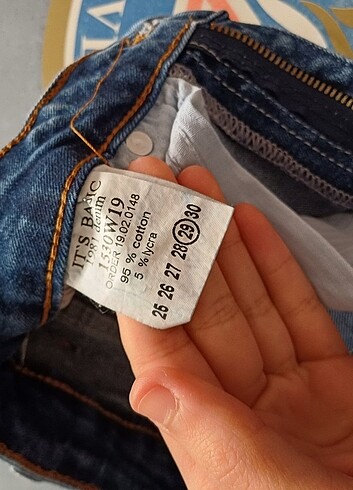 IT'S BASIC
1981 denim
1530W19
ORDER 19.02.0148
95 % cotton
5 % lycra
25 26 27 28 29 30